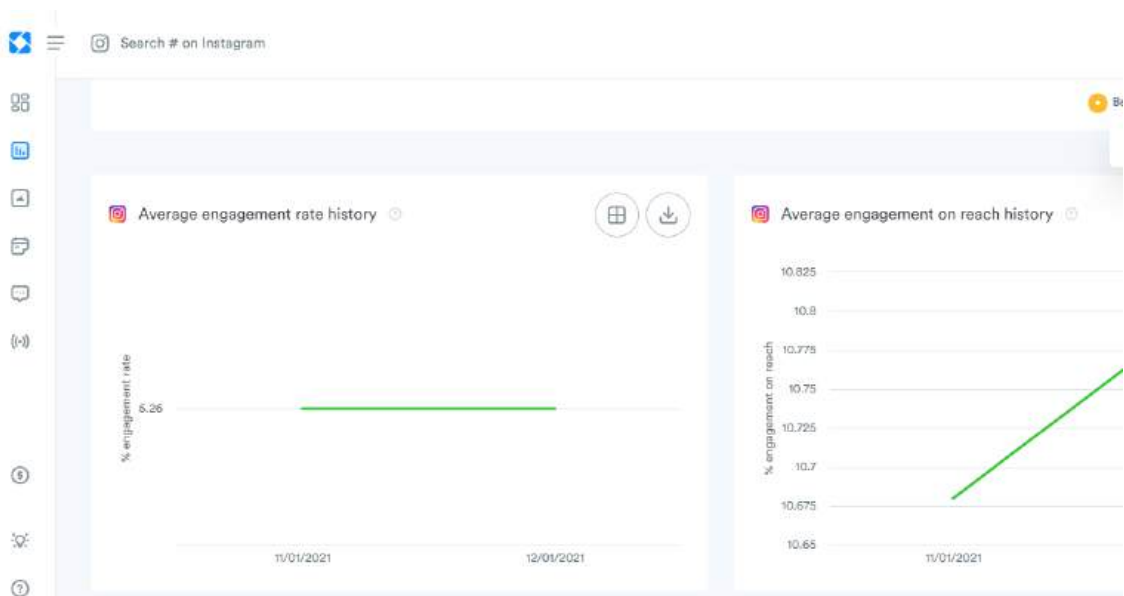 Search # on Instagram
Average engagement rate history
% engagement rate
11/01/2021
12/01/2021
Average engagement on reach history
% engagement on reach
10.825
10.8
10.775
10.75
10.725
10.7
10.675
10.65
11/01/2021